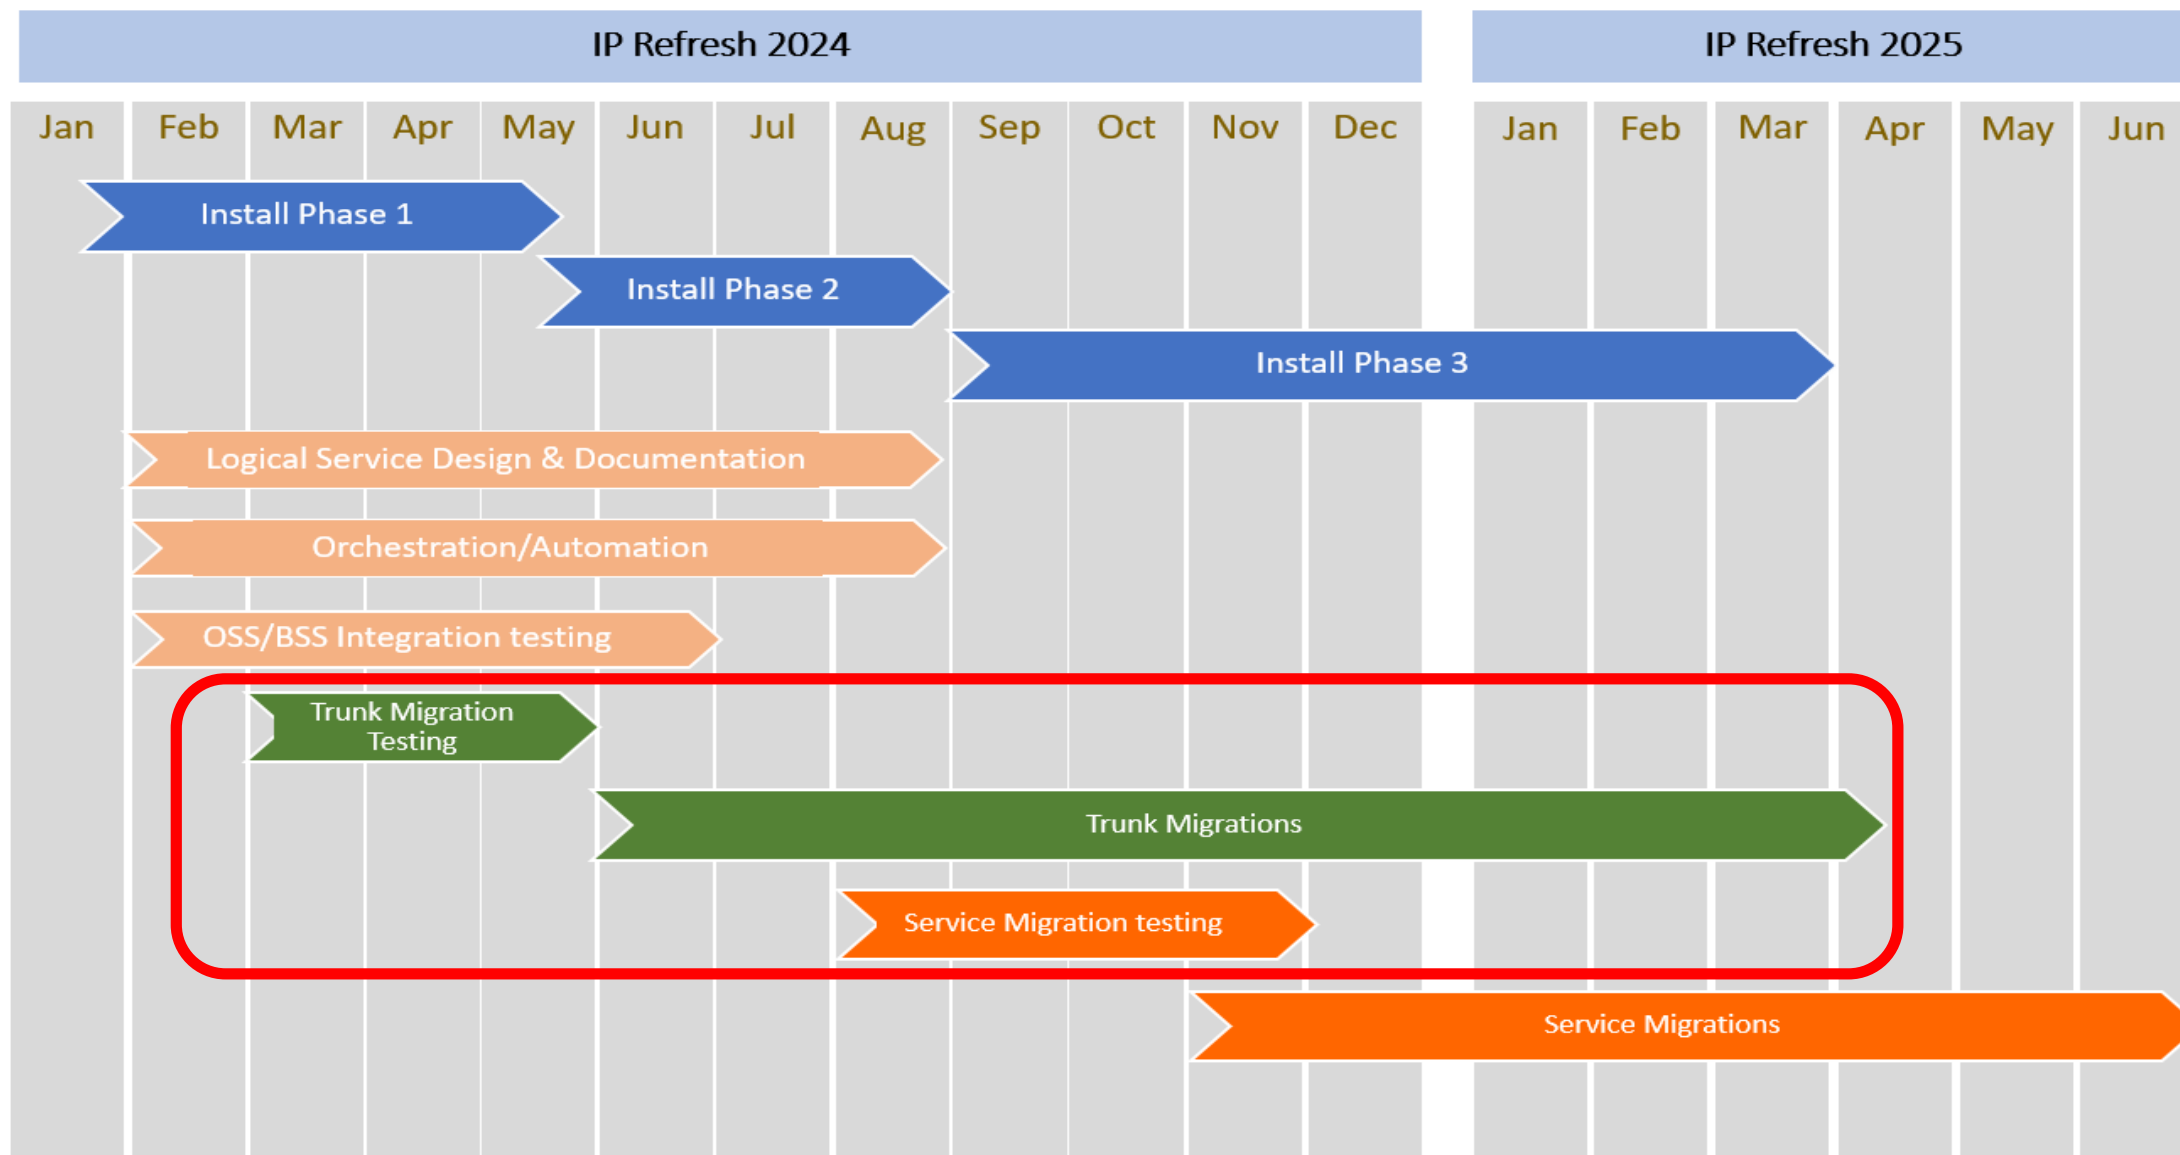 IP Refresh 2024
IP Refresh 2025
Jan Feb Mar Apr May Jun Jul Aug Sep Oct Nov Dec Jan Feb Mar Apr May Jun
Install Phase 1
Install Phase 2
Install Phase 3
Logical Service Design & Documentation
Orchestration/Automation
OSS/BSS Integration testing
Trunk Migration
Testing
Trunk Migrations
Service Migration testing
Service Migrations